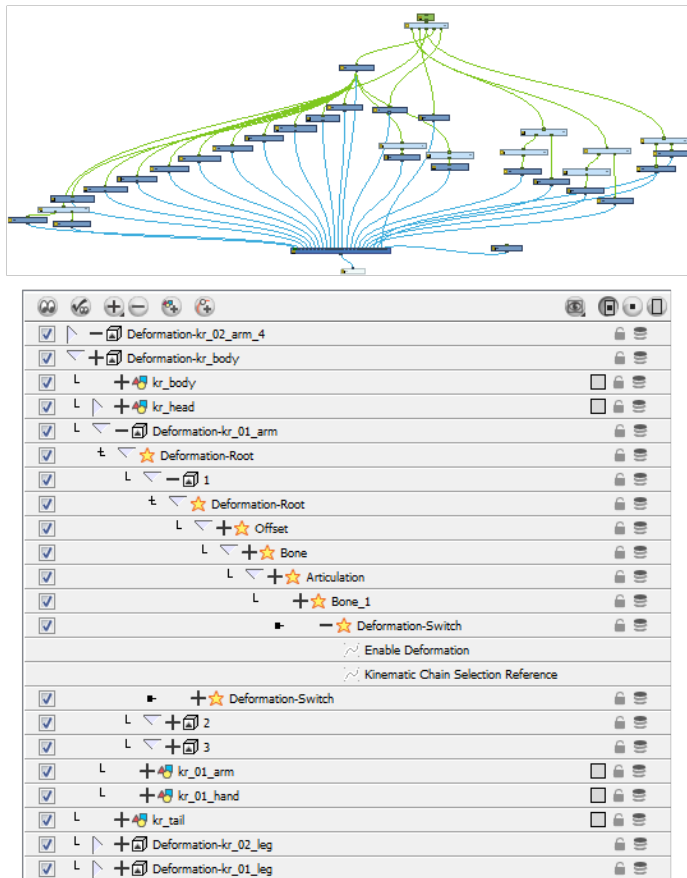 Deformation-kr_02_arm_4
Deformation-kr_body
kr_body
kr_head
Deformation-kr_01_arm
Deformation-Root
1
Deformation-Root
Offset
Bone
Articulation
Bone_1
Deformation-Switch
Enable Deformation
Kinematic Chain Selection Reference
Deformation-Switch
2
3
kr_01_arm
kr_01_hand
kr_tail
Deformation-kr_02_leg
Deformation-kr_01_leg